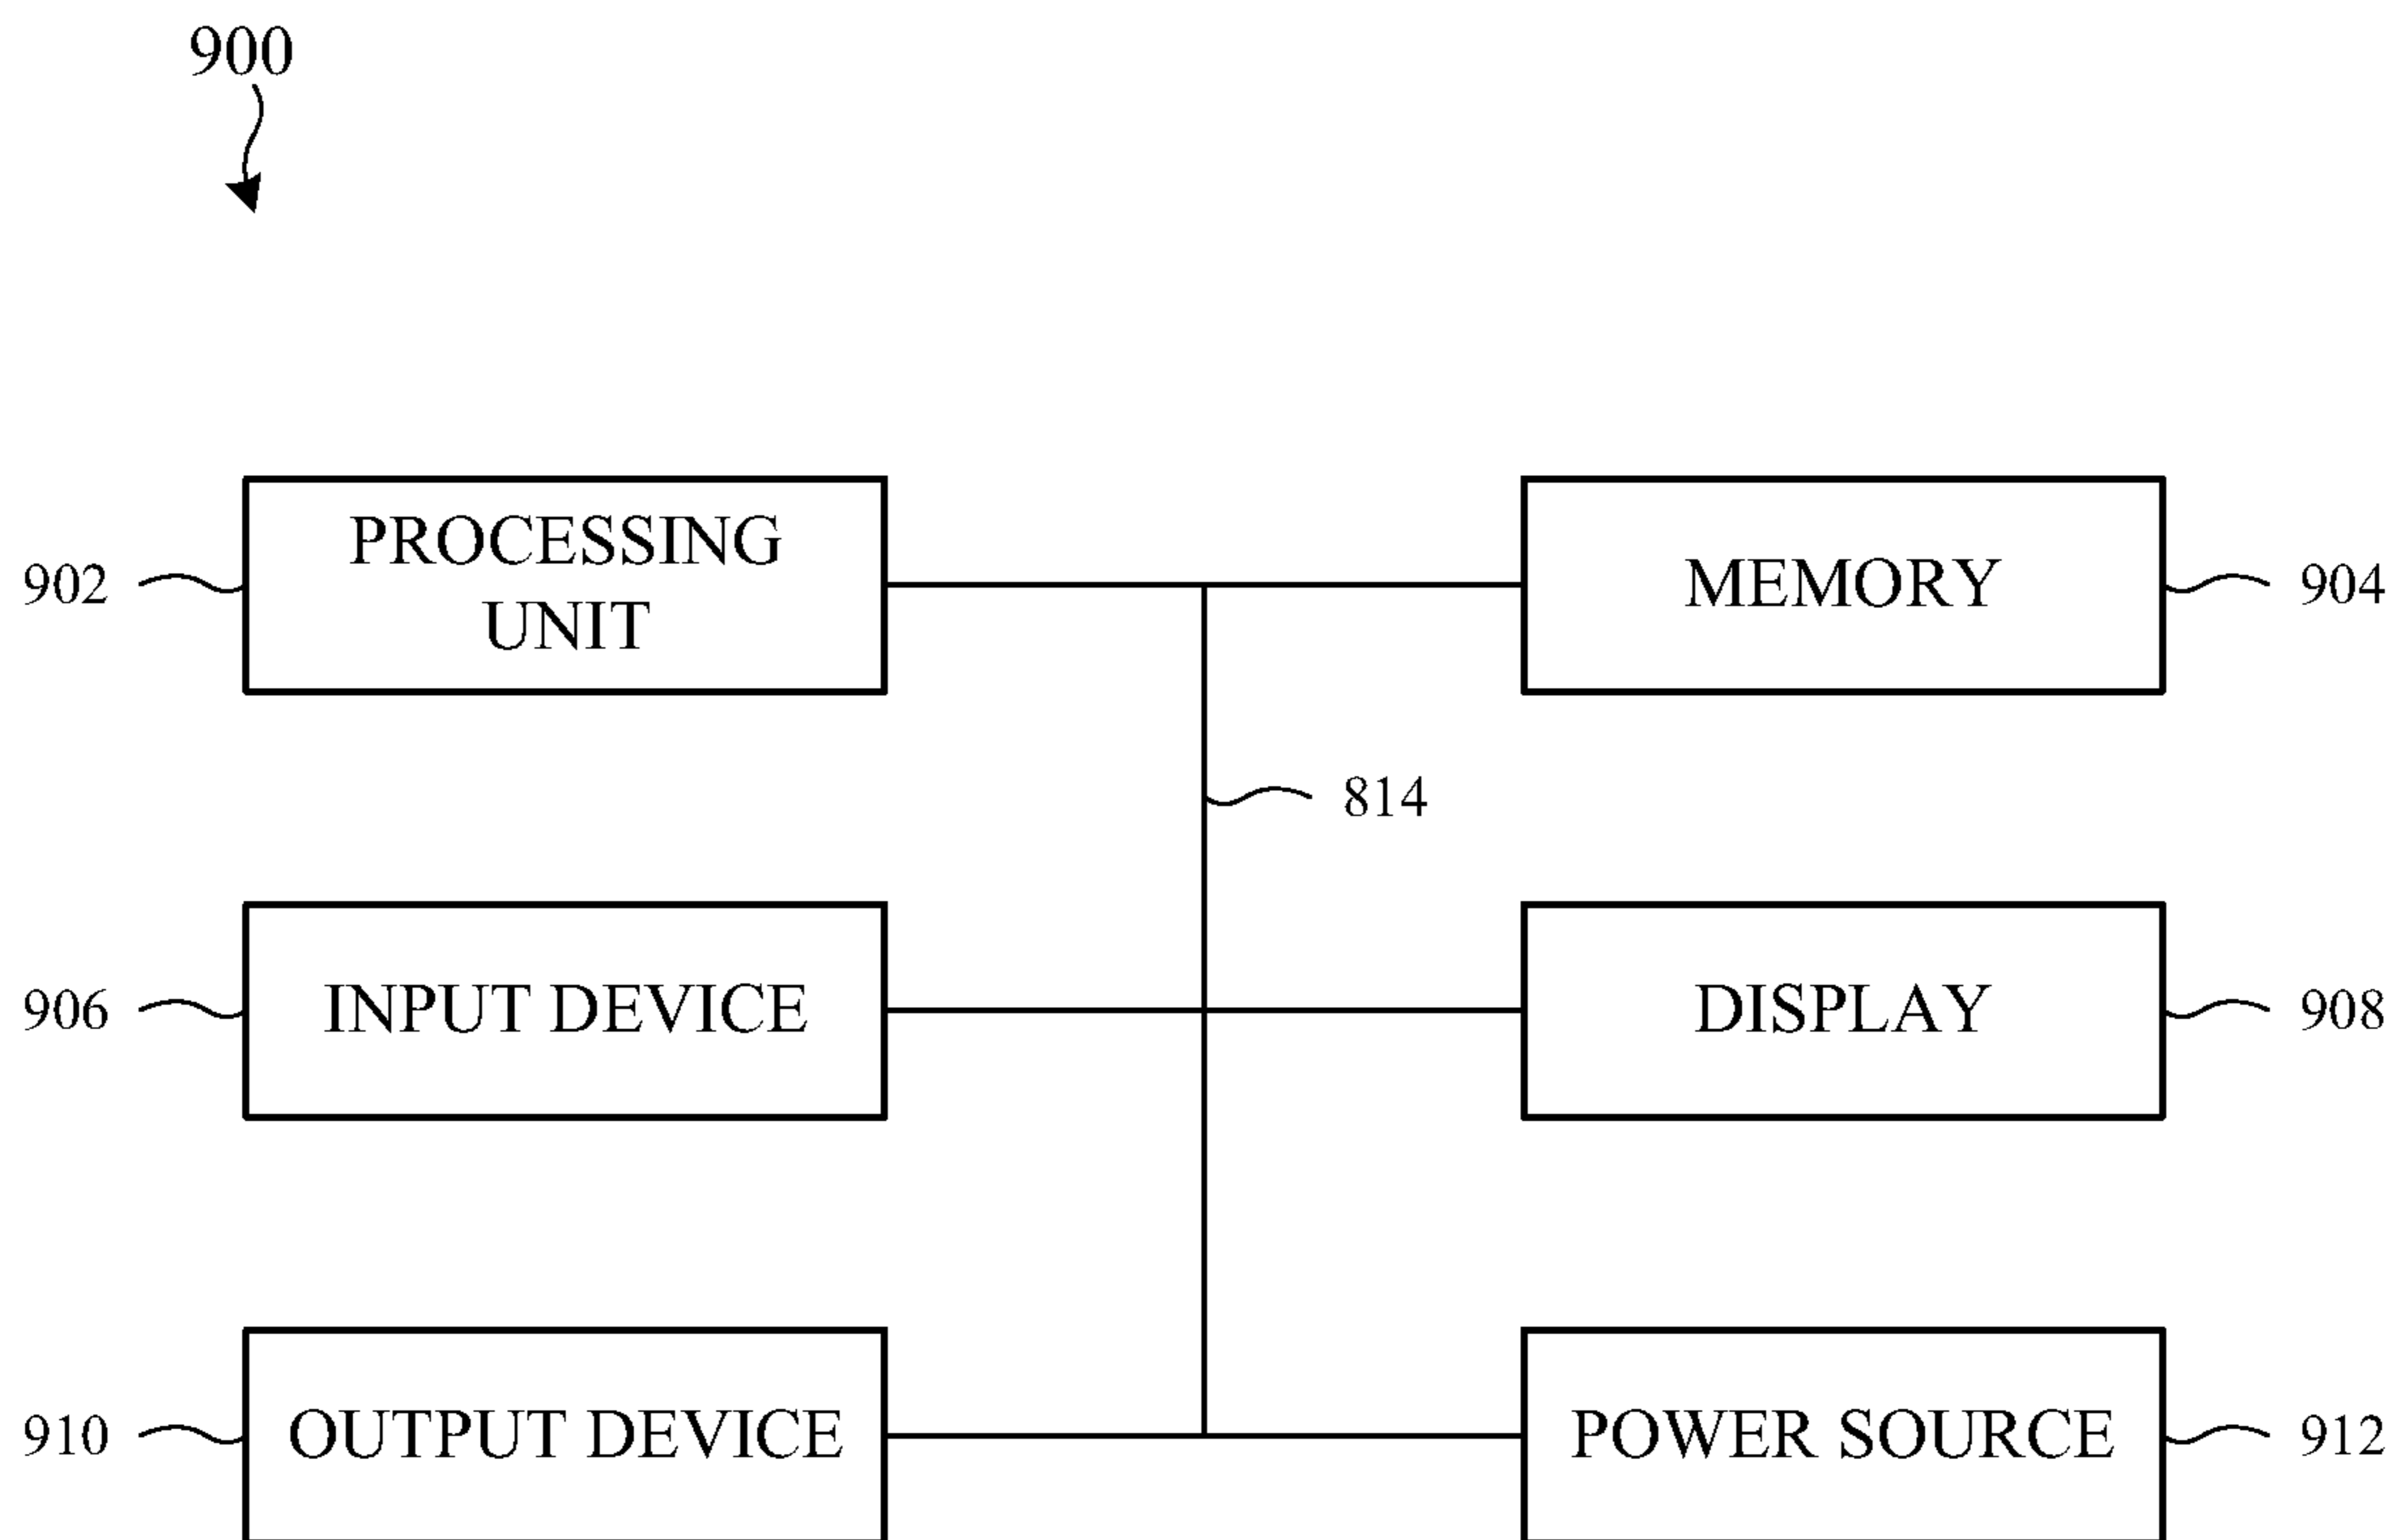 900
PROCESSING
UNIT
902
MEMORY
904
814
906
INPUT DEVICE
DISPLAY
908
910
OUTPUT DEVICE
POWER SOURCE
912